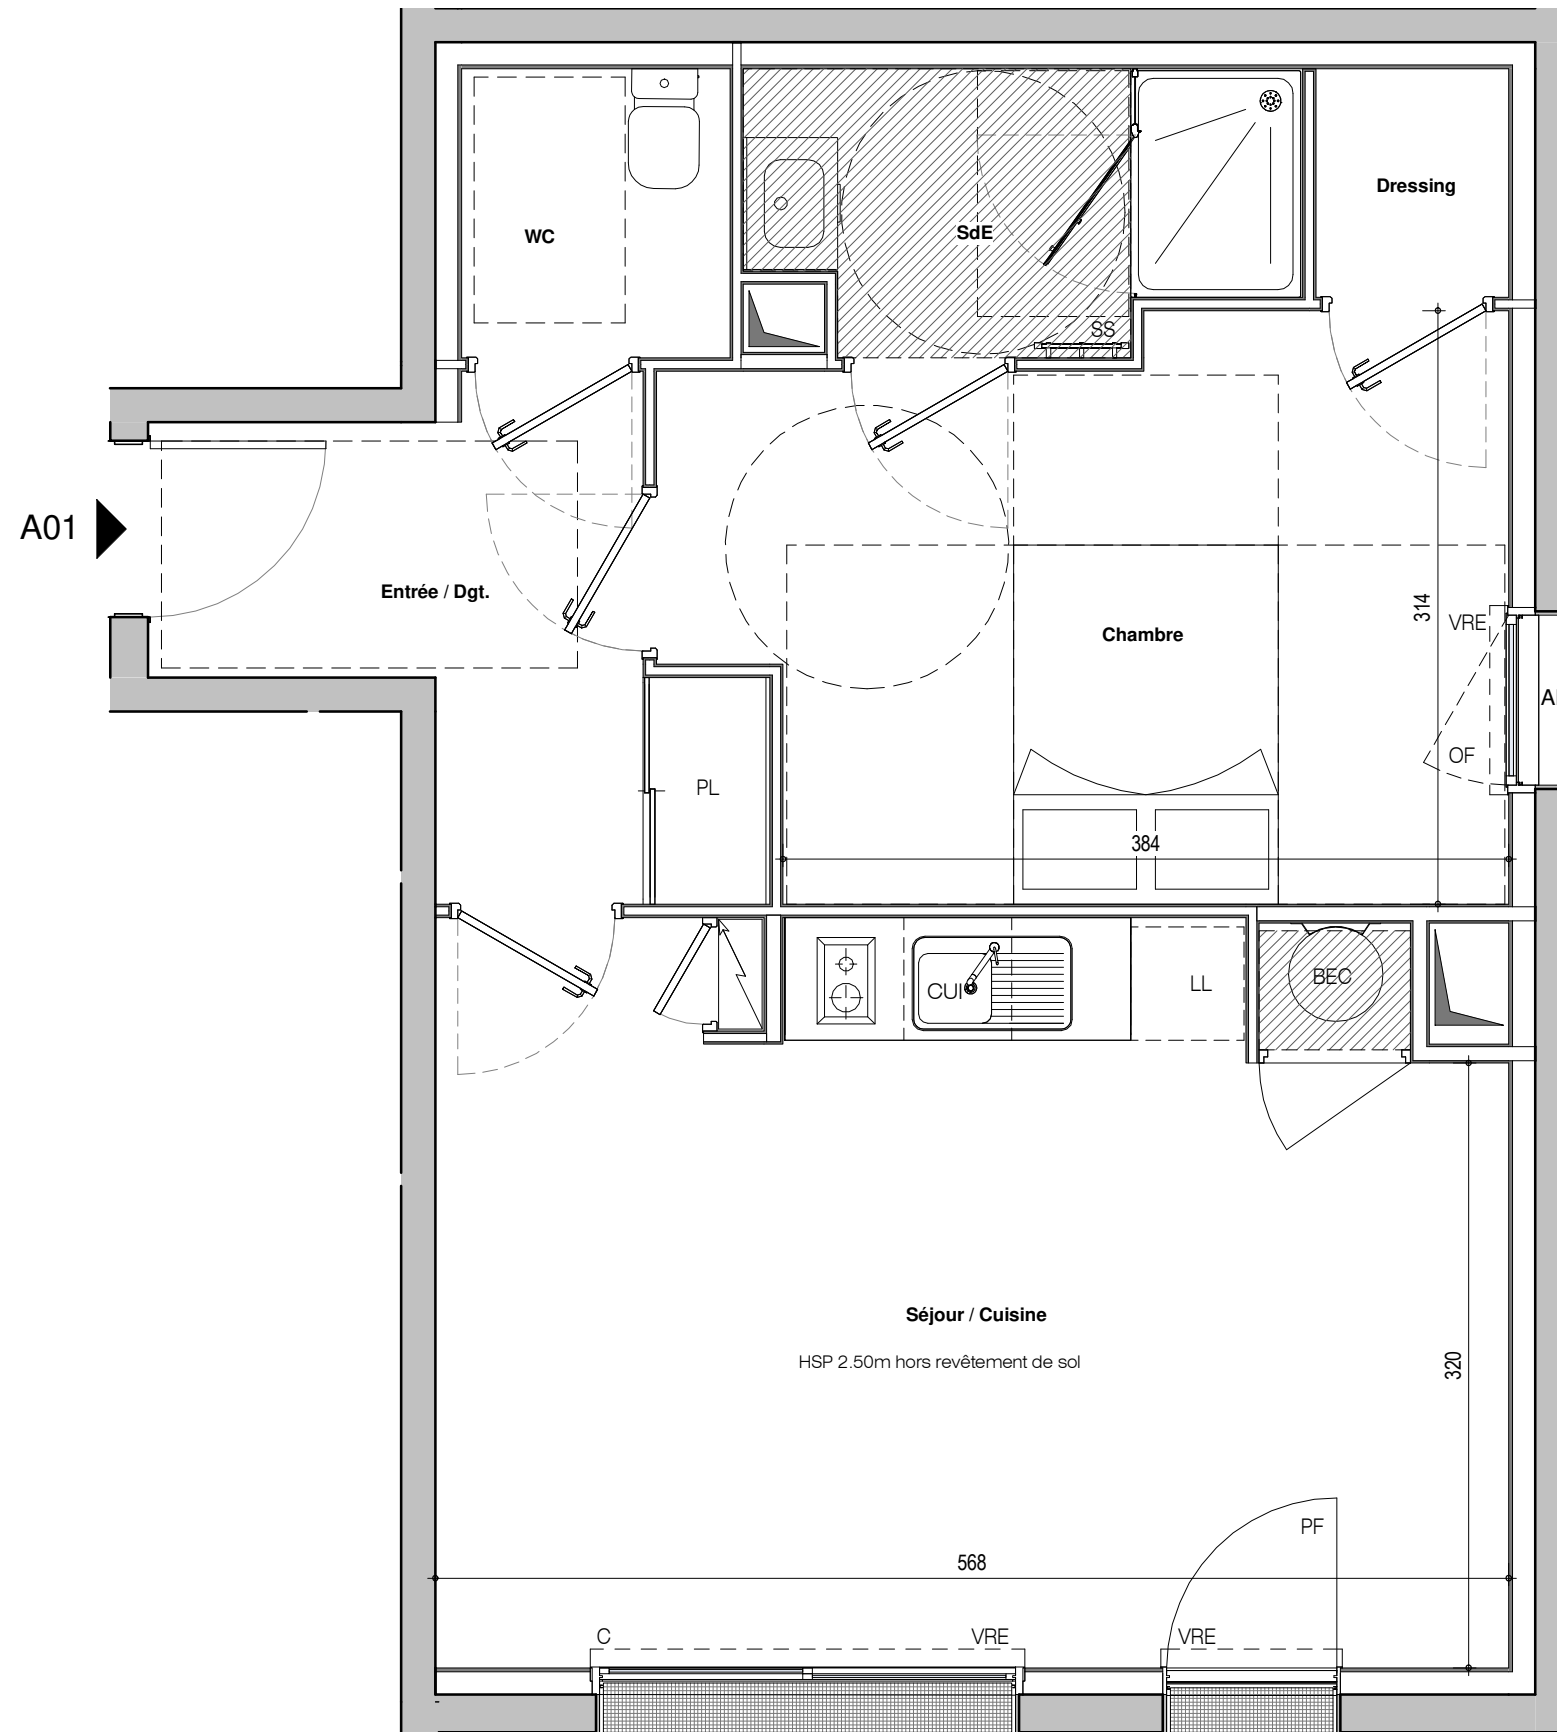 Dressing
WC
SdE
SS
A01
Entrée / Dgt.
314
VRE
Chambre
OF
PL
384
CUI
LL
BEC
Séjour / Cuisine
HSP 2.50m hors revêtement de sol
320
PF
568
C
VRE
VRE